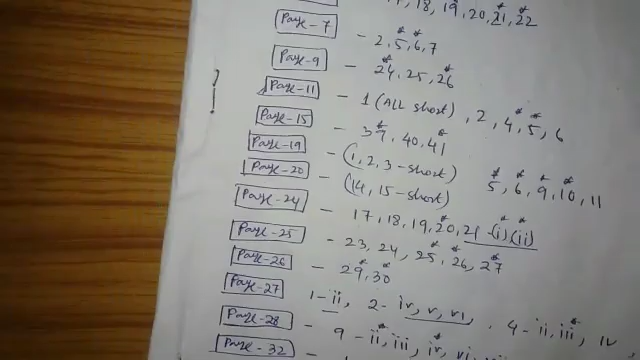 18, 19, 20, 21, 22
Page-7 - 2, 5, 6, 7
Page-9 - 24, 25, 26
Page-11 - 1 (ALL short), 2, 4, 5, 6
Page-15 - 39, 40, 41
Page-19 - (1, 2, 3 - short) 5, 6, 9, 10, 11
Page-20 - (14, 15 - short)
Page-24 - 17, 18, 19, 20, 21 - (i) (ii)
Page-25 - 23, 24, 25, 26, 27
Page-26 - 29, 30
Page-27 1-ii, 2-iv, v, vi, 4-ii, iii, iv
Page-28 - 9-ii, iii, iv, vi
Page-32